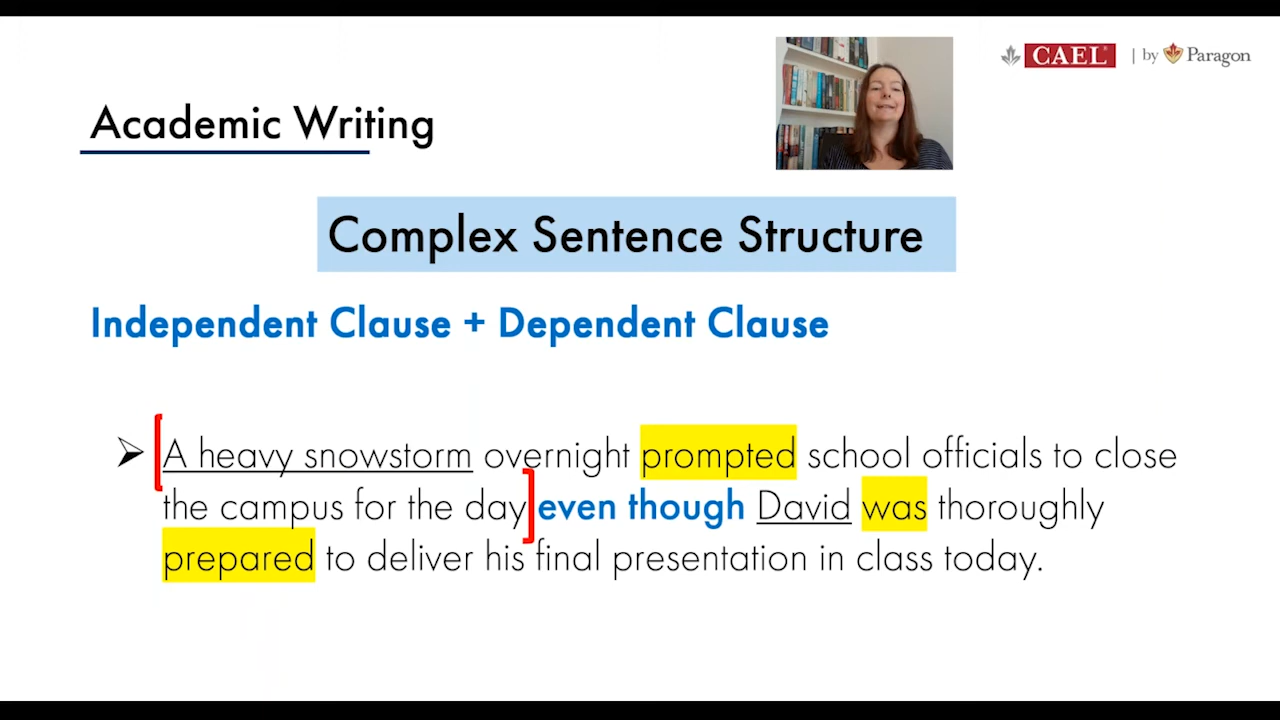 CAEL | by Paragon
Academic Writing
Complex Sentence Structure
Independent Clause + Dependent Clause
➢ [A heavy snowstorm overnight prompted school officials to close
the campus for the day] even though David was thoroughly
prepared to deliver his final presentation in class today.